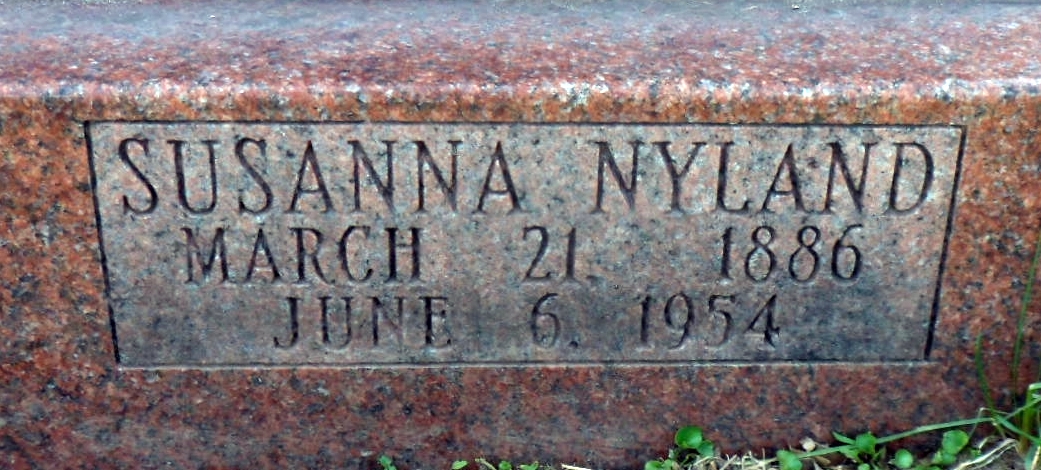 SUSANNA NYLAND
MARCH 21. 1886
JUNE 6. 1954